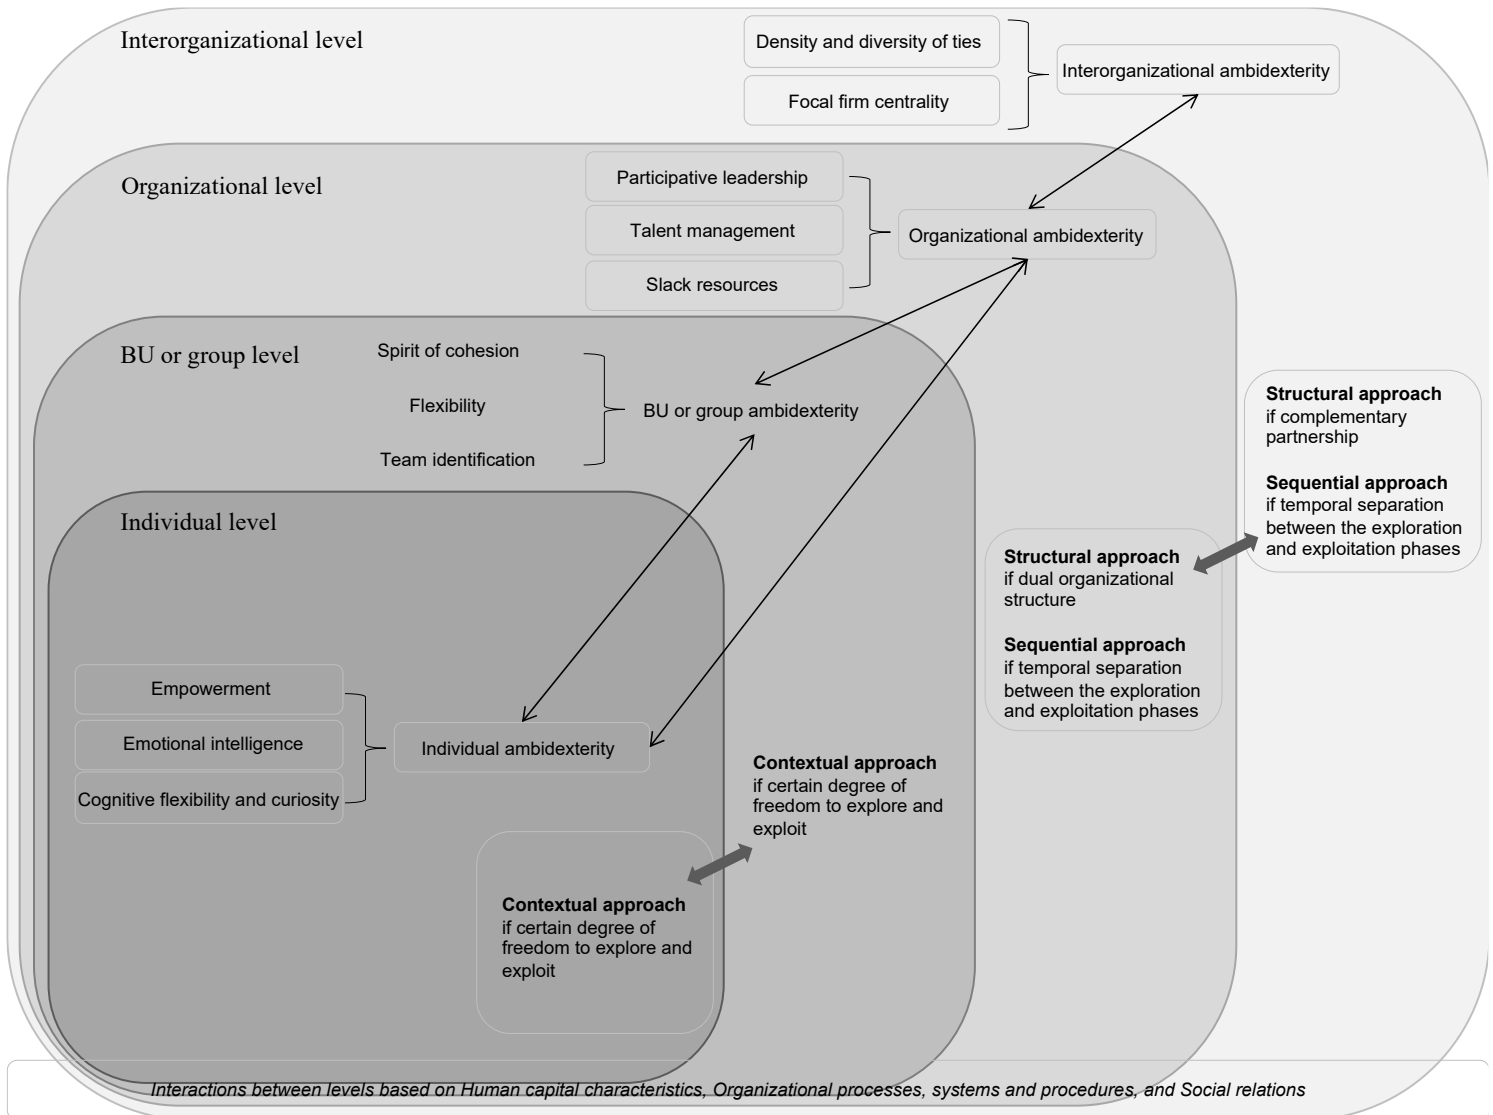 Interorganizational level
Density and diversity of ties
Focal firm centrality
Interorganizational ambidexterity
Organizational level
Participative leadership
Talent management
Slack resources
Organizational ambidexterity
BU or group level
Spirit of cohesion
Flexibility
Team identification
BU or group ambidexterity
Structural approach
if complementary
partnership
Sequential approach
if temporal separation
between the exploration
and exploitation phases
Individual level
Structural approach
if dual organizational
structure
Sequential approach
if temporal separation
between the exploration
and exploitation phases
Empowerment
Emotional intelligence
Cognitive flexibility and curiosity
Individual ambidexterity
Contextual approach
if certain degree of
freedom to explore and
exploit
Contextual approach
if certain degree of
freedom to explore and
exploit
Interactions between levels based on Human capital characteristics, Organizational processes, systems and procedures, and Social relations